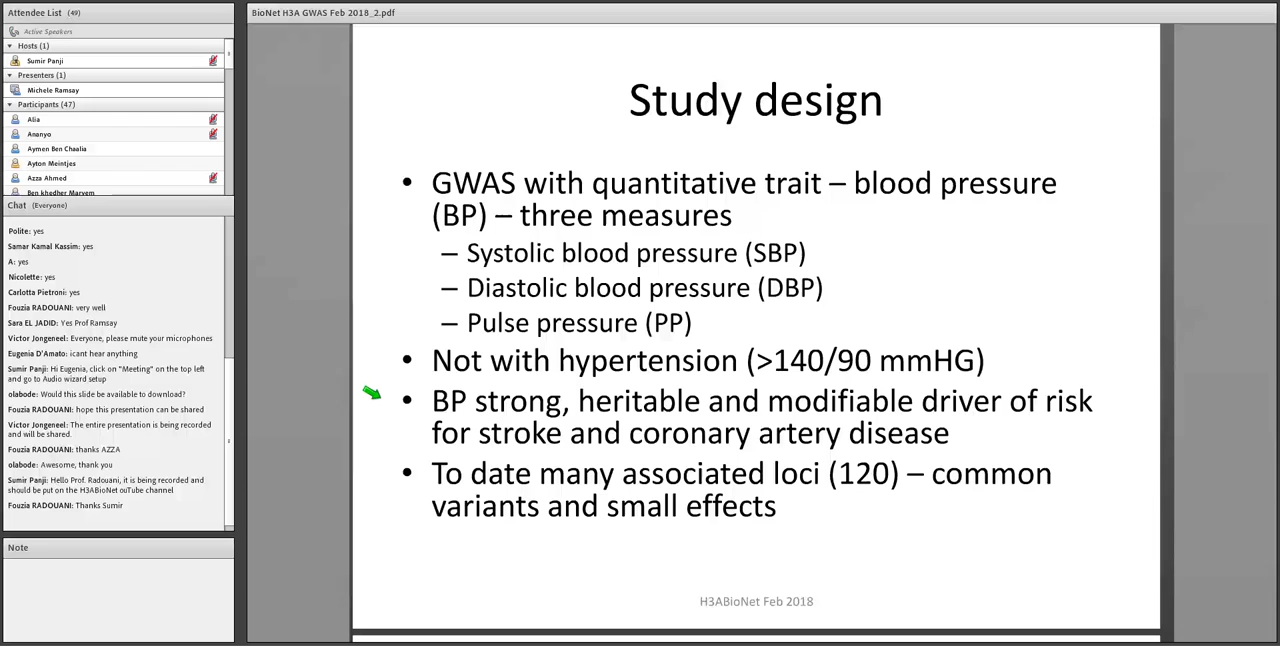 Attendee List (49)
Active Speakers
Hosts (1)
Sumir Panji
Presenters (1)
Michele Ramsay
Participants (47)
Alia
Ananyo
Aymen Ben Chaalia
Ayton Meintjes
Azza Ahmed
Ben khedher Maryem
Chat (Everyone)
Polite: yes
Samar Kamal Kassim: yes
A: yes
Nicolette: yes
Carlotta Pietroni: yes
Fouzia RADOUANI: very well
Sara EL JADID: Yes Prof Ramsay
Victor Jongeneel: Everyone, please mute your microphones
Eugenia D'Amato: icant hear anything
Sumir Panji: Hi Eugenia, click on "Meeting" on the top left
and go to Audio wizard setup
olabode: Would this slide be available to download?
Fouzia RADOUANI: hope this presentation can be shared
Victor Jongeneel: The entire presentation is being recorded
and will be shared.
Fouzia RADOUANI: thanks AZZA
olabode: Awesome, thank you
Sumir Panji: Hello Prof. Radouani, it is being recorded and
should be put on the H3ABioNet ouTube channel
Fouzia RADOUANI: Thanks Sumir
Note
BioNet H3A GWAS Feb 2018_2.pdf
Study design
• GWAS with quantitative trait – blood pressure
(BP) – three measures
– Systolic blood pressure (SBP)
– Diastolic blood pressure (DBP)
– Pulse pressure (PP)
• Not with hypertension (>140/90 mmHG)
• BP strong, heritable and modifiable driver of risk
for stroke and coronary artery disease
• To date many associated loci (120) – common
variants and small effects
H3ABioNet Feb 2018